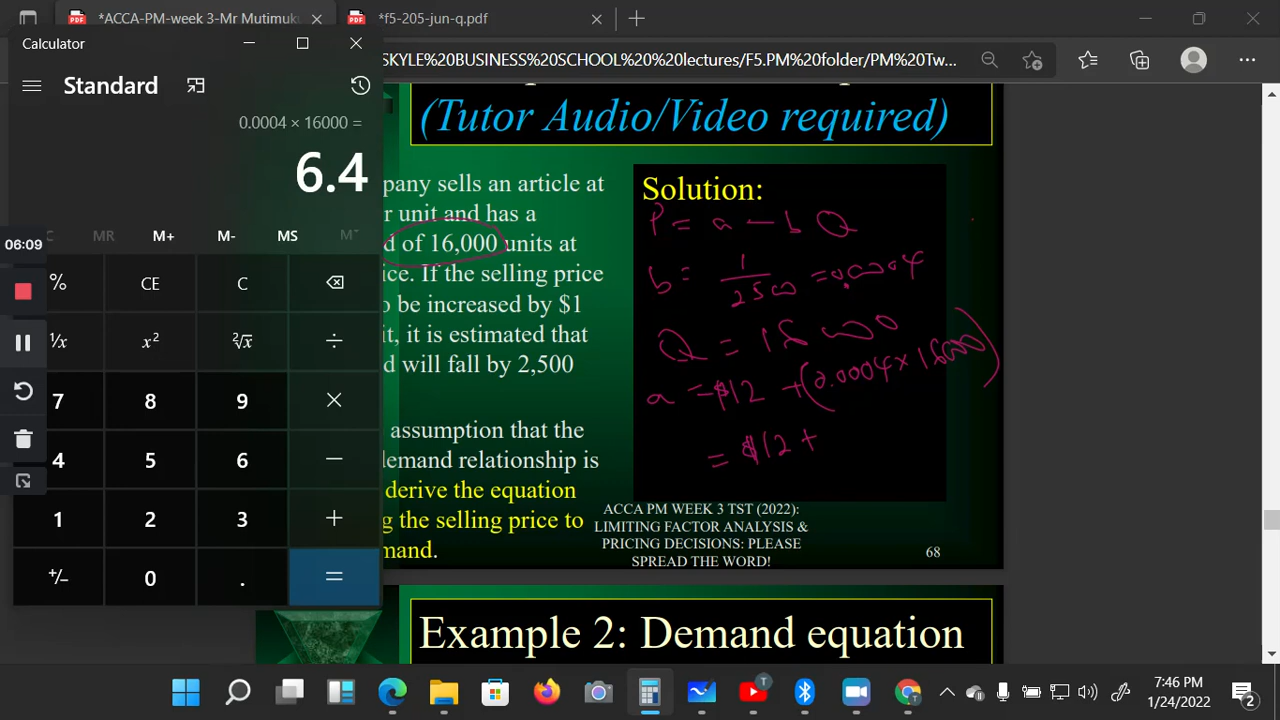 *ACCA-PM-week 3-Mr Mutimuku
*f5-205-jun-q.pdf
Calculator
SKYLE%20BUSINESS%20SCHOOL%20lectures/F5.PM%20folder/PM%20Tw...
Standard
0.0004 × 16000 =
6.4
06:09
MR
M+
M-
MS
%
CE
C
¹/x
x²
²√x
÷
7
8
9
×
4
5
6
−
1
2
3
+
+/−
0
.
=
(Tutor Audio/Video required)
pany sells an article at
r unit and has a
d of 16,000 units at
ice. If the selling price
o be increased by $1
it, it is estimated that
d will fall by 2,500
assumption that the
demand relationship is
derive the equation
g the selling price to
mand.
Solution:
P = a − b Q
b = 1/2500 = 0.0004
Q = 16000
a = $12 + (0.0004 × 16000)
= $12 +
ACCA PM WEEK 3 TST (2022):
LIMITING FACTOR ANALYSIS &
PRICING DECISIONS: PLEASE
SPREAD THE WORD!
68
Example 2: Demand equation
7:46 PM
1/24/2022
2